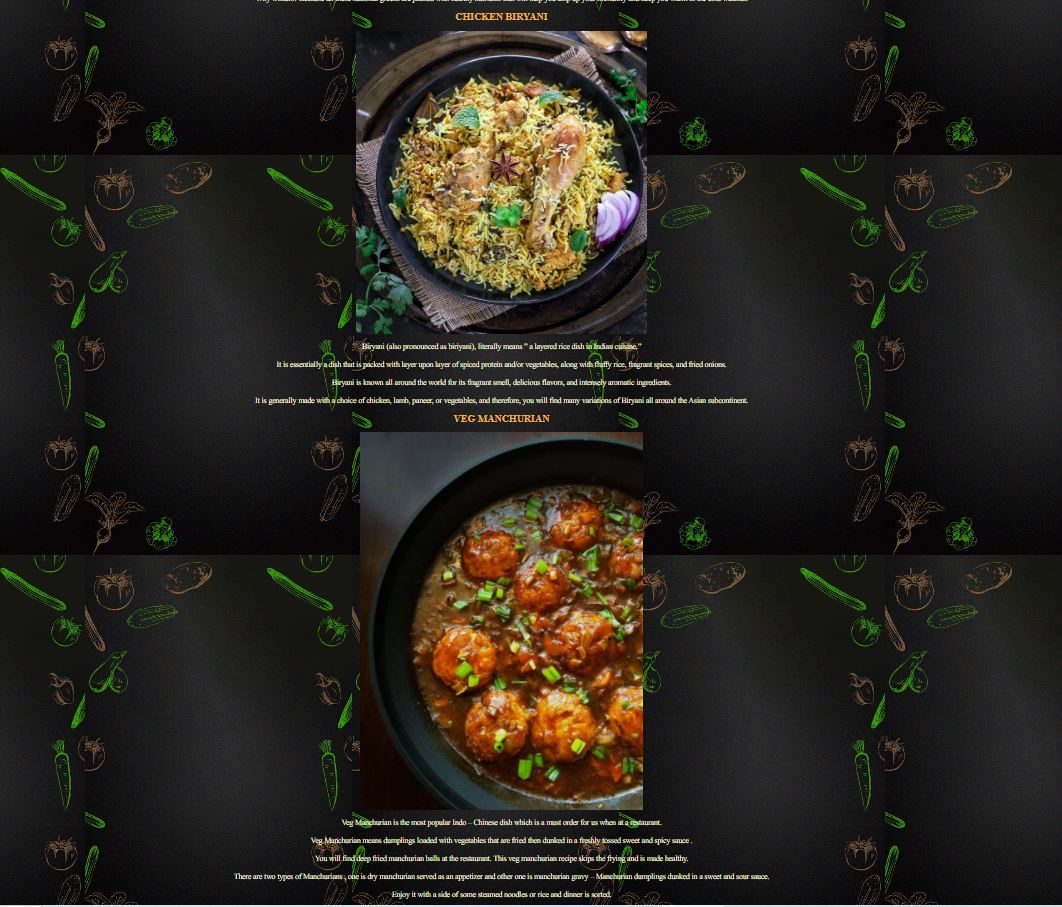 CHICKEN BIRYANI
Biryani (also pronounced as biriyani), literally means " a layered rice dish in Indian cuisine."
It is essentially a dish that is packed with layer upon layer of spiced protein and/or vegetables, along with fluffy rice, fragrant spices, and fried onions.
Biryani is known all around the world for its fragrant smell, delicious flavors, and intensely aromatic ingredients.
It is generally made with a choice of chicken, lamb, paneer, or vegetables, and therefore, you will find many variations of Biryani all around the Asian subcontinent.
VEG MANCHURIAN
Veg Manchurian is the most popular Indo – Chinese dish which is a must order for us when at a restaurant.
Veg Manchurian means dumplings loaded with vegetables that are fried then dunked in a freshly tossed sweet and spicy sauce .
You will find deep fried manchurian balls at the restaurant. This veg manchurian recipe skips the frying and is made healthy.
There are two types of Manchurians , one is dry manchurian served as an appetizer and other one is manchurian gravy – Manchurian dumplings dunked in a sweet and sour sauce.
Enjoy it with a side of some steamed noodles or rice and dinner is sorted.